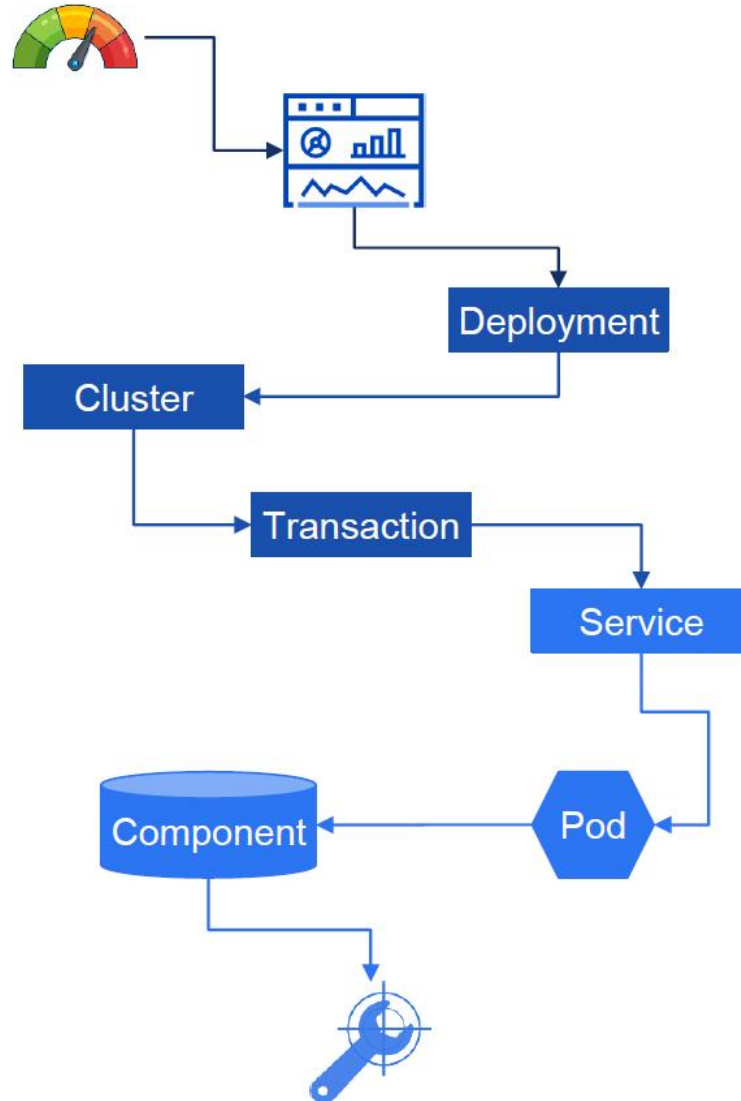 Deployment
Cluster
Transaction
Service
Pod
Component